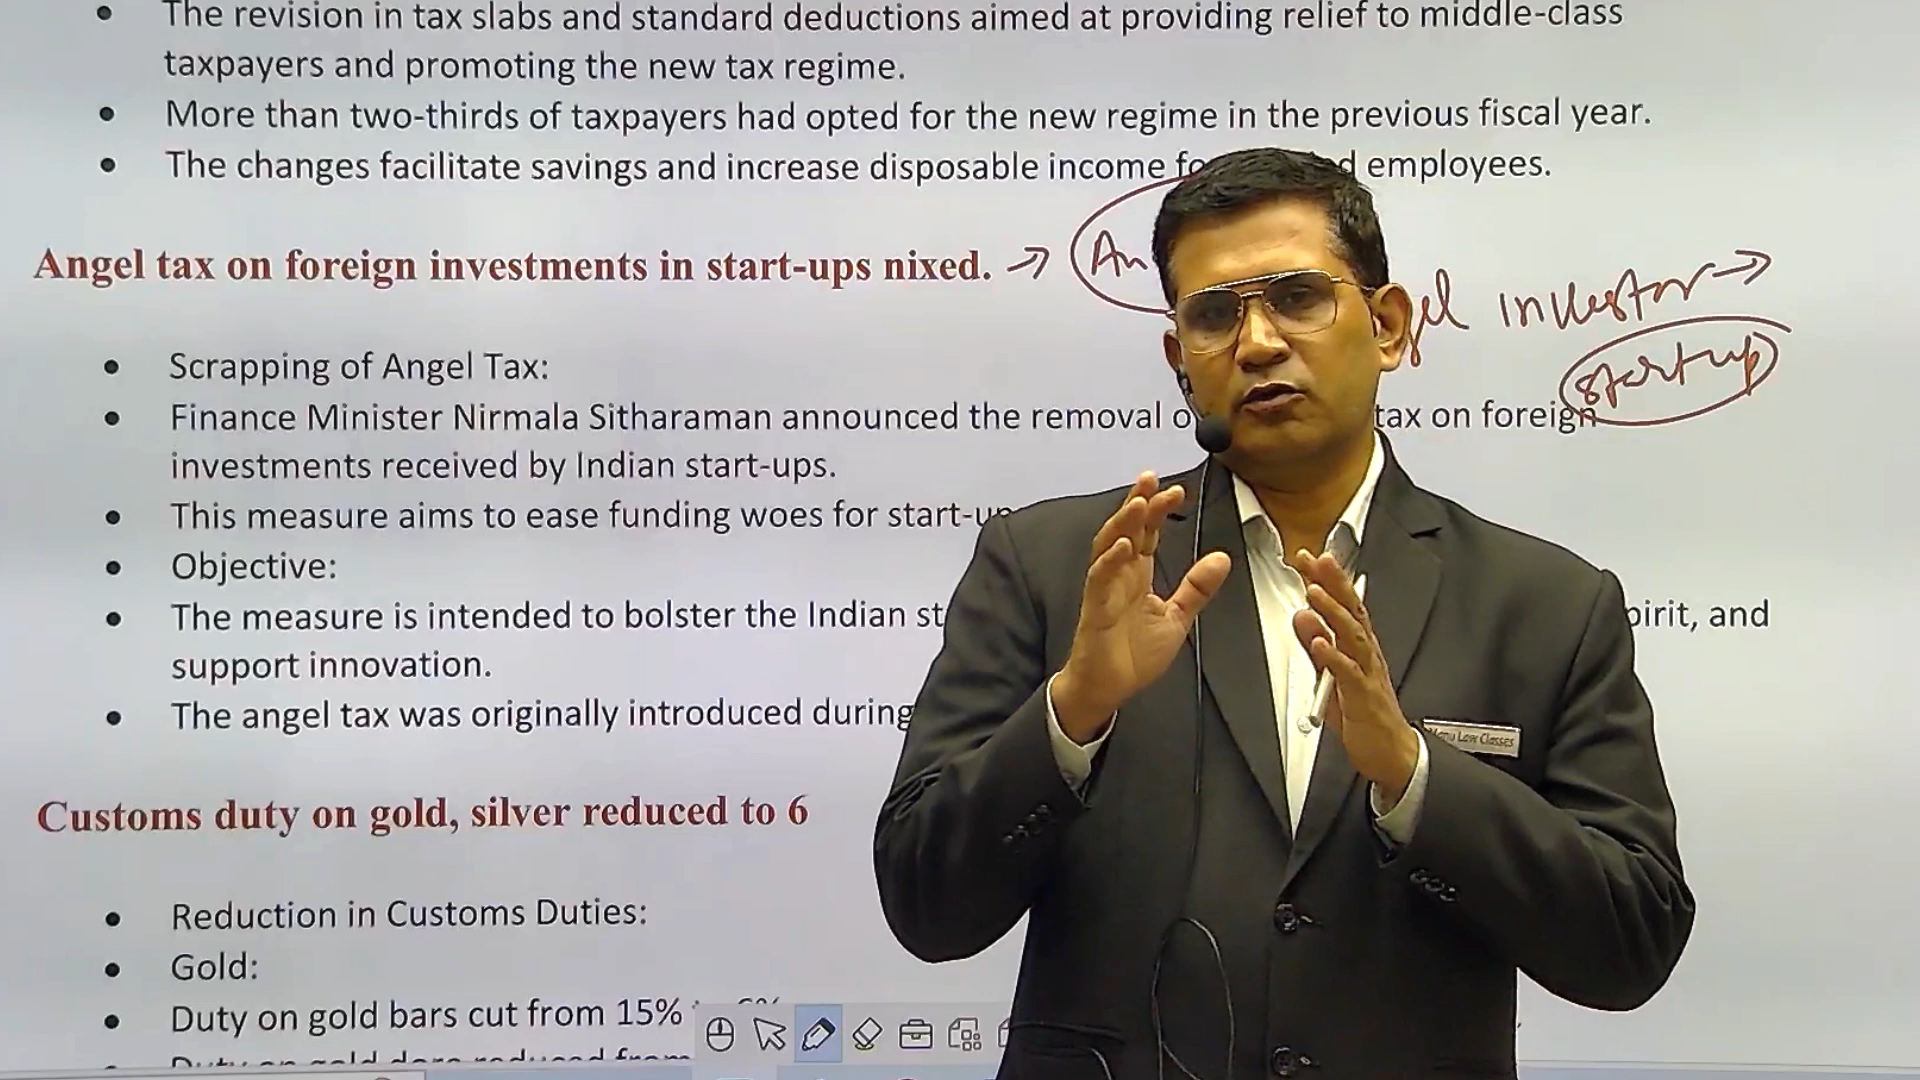 The revision in tax slabs and standard deductions aimed at providing relief to middle-class
taxpayers and promoting the new tax regime.
More than two-thirds of taxpayers had opted for the new regime in the previous fiscal year.
The changes facilitate savings and increase disposable income employees.
Angel tax on foreign investments in start-ups nixed. → An
investor →
startup
Scrapping of Angel Tax:
Finance Minister Nirmala Sitharaman announced the removal tax on foreign
investments received by Indian start-ups.
This measure aims to ease funding woes for
Objective:
The measure is intended to bolster the Indian and
support innovation.
The angel tax was originally introduced during
Customs duty on gold, silver reduced to 6
Reduction in Customs Duties:
Gold:
Duty on gold bars cut from 15%
Law Classes